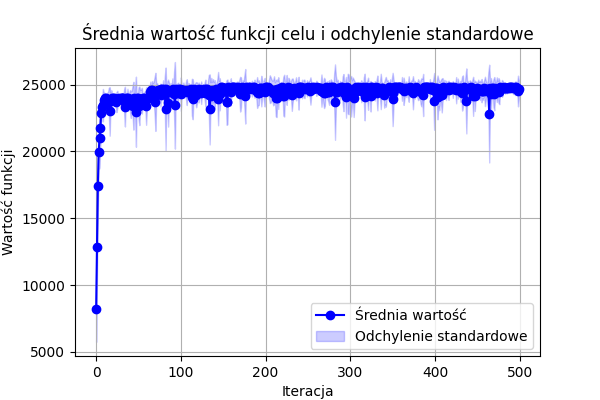 Średnia wartość funkcji celu i odchylenie standardowe
Wartość funkcji
25000
20000
15000
10000
5000
0
100
200
300
400
500
Iteracja
Średnia wartość
Odchylenie standardowe